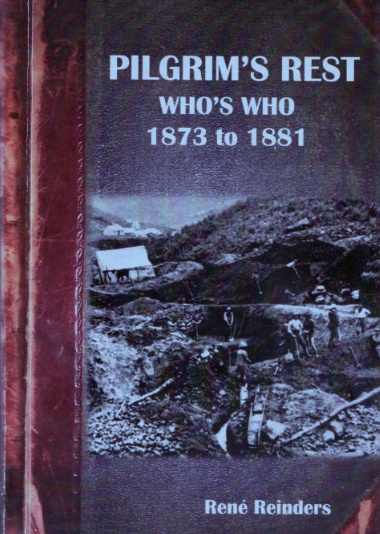 PILGRIM'S REST
WHO'S WHO
1873 to 1881
René Reinders